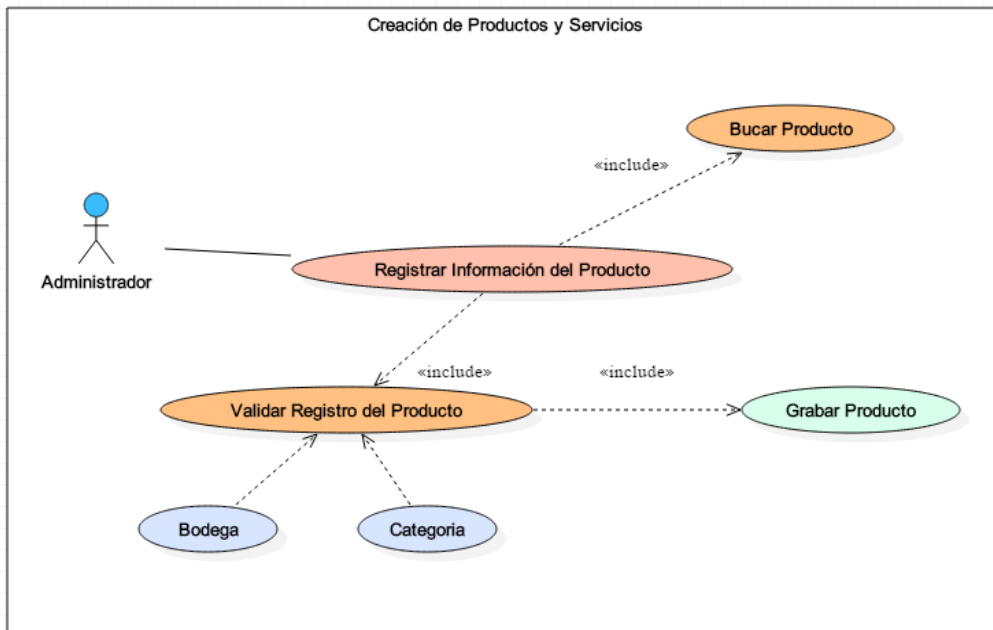 Creación de Productos y Servicios
Bucar Producto
«include»
Administrador
Registrar Información del Producto
«include»
«include»
Validar Registro del Producto
Grabar Producto
Bodega
Categoria